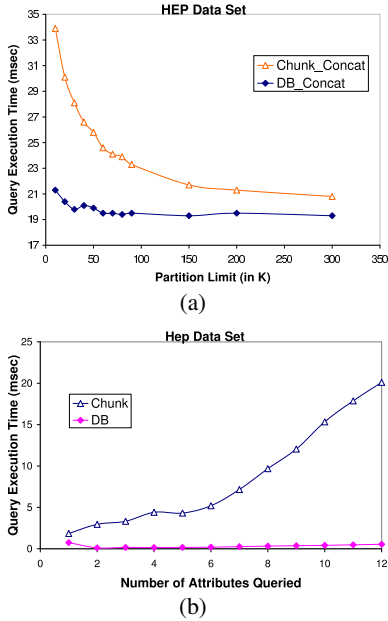 HEP Data Set
35
33
31
29
27
25
23
21
19
17
Query Execution Time (msec)
Chunk_Concat
DB_Concat
0 50 100 150 200 250 300 350
Partition Limit (in K)
(a)
Hep Data Set
25
20
15
10
5
0
Query Execution Time (msec)
Chunk
DB
0 2 4 6 8 10 12
Number of Attributes Queried
(b)